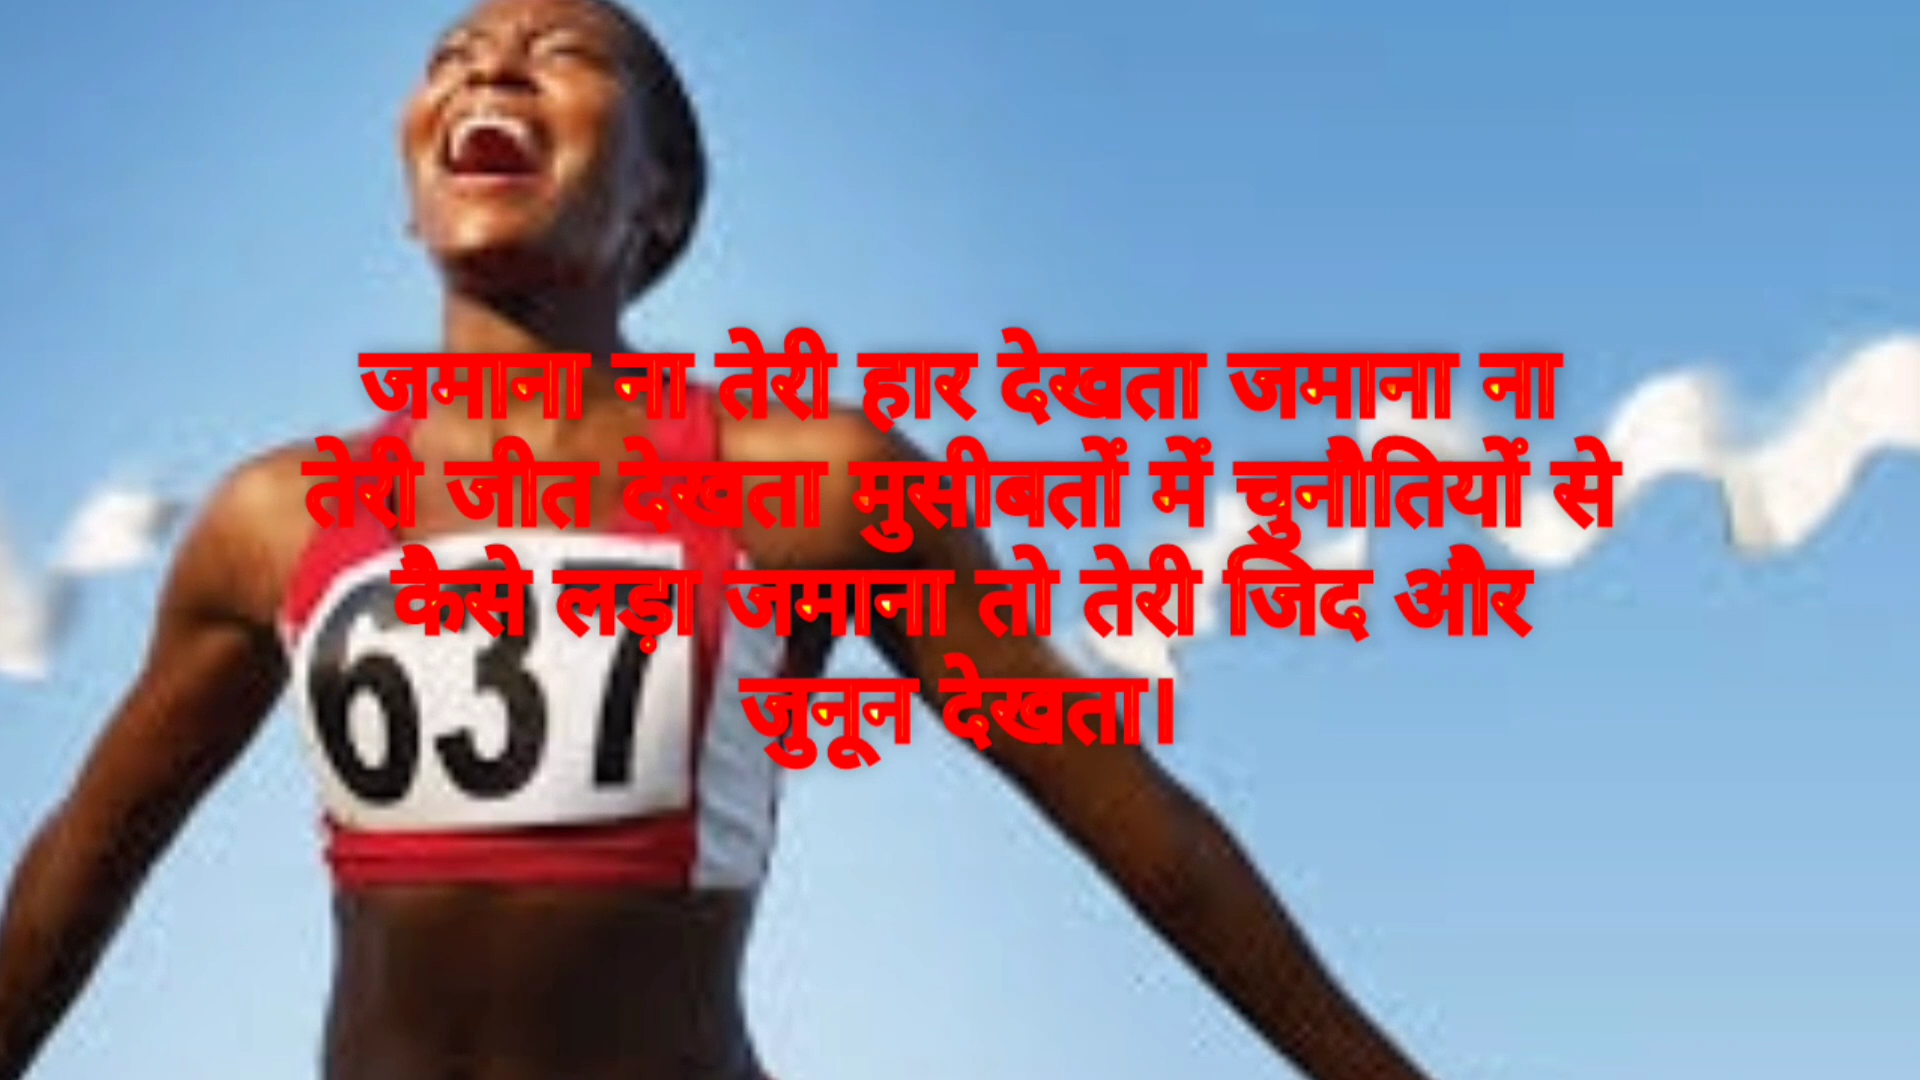 जमाना ना तेरी हार देखता जमाना ना
तेरी जीत देखता मुसीबतों में चुनौतियों से
कैसे लड़ा जमाना तो तेरी जिद और
जुनून देखता।
637